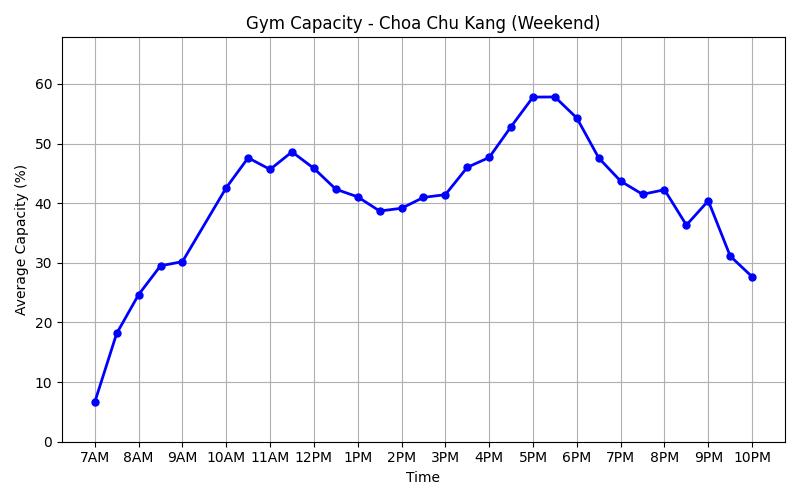 Gym Capacity - Choa Chu Kang (Weekend)
Average Capacity (%)
60
50
40
30
20
10
0
7AM 8AM 9AM 10AM 11AM 12PM 1PM 2PM 3PM 4PM 5PM 6PM 7PM 8PM 9PM 10PM
Time